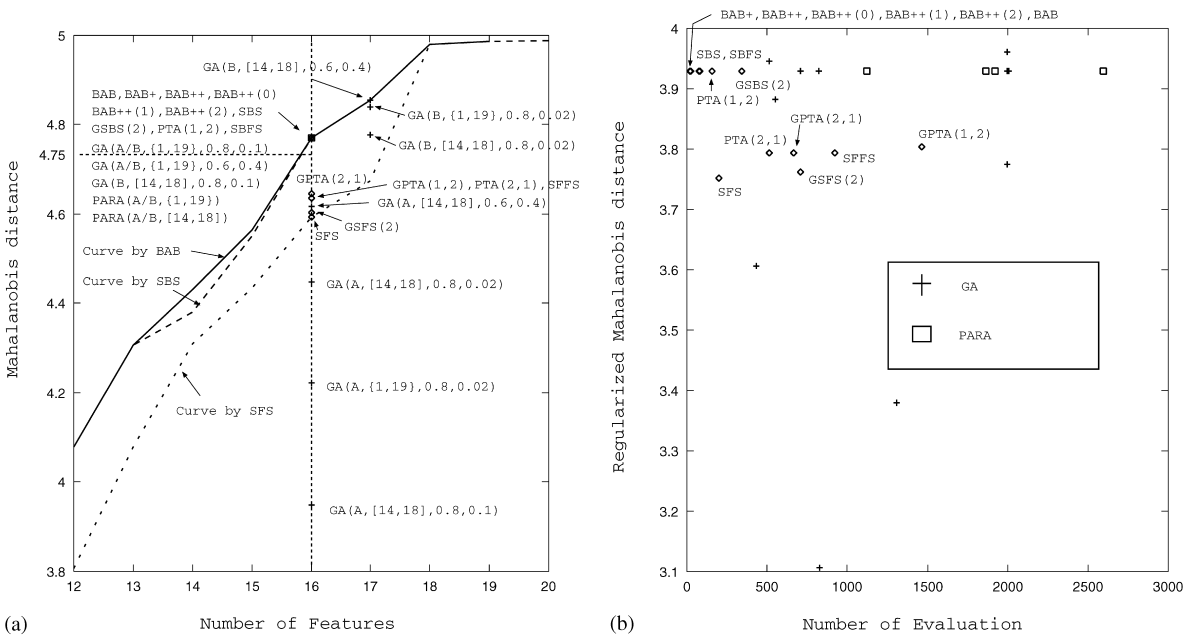 BAB+,BAB++,BAB++(0),BAB++(1),BAB++(2),BAB
5
4.8
4.75
4.6
4.4
4.2
4
3.8
Mahalanobis distance
GA(B,[14,18],0.6,0.4)
BAB,BAB+,BAB++,BAB++(0)
BAB++(1),BAB++(2),SBS
GSBS(2),PTA(1,2),SBFS
GA(A/B,{1,19},0.8,0.1)
GA(A/B,{1,19},0.6,0.4)
GA(B,[14,18],0.8,0.1)
PARA(A/B,{1,19})
PARA(A/B,[14,18])
GA(B,{1,19},0.8,0.02)
GA(B,[14,18],0.8,0.02)
GPTA(2,1)
GPTA(1,2),PTA(2,1),SFFS
GA(A,[14,18],0.6,0.4)
GSFS(2)
SFS
Curve by BAB
Curve by SBS
GA(A,[14,18],0.8,0.02)
GA(A,{1,19},0.8,0.02)
Curve by SFS
GA(A,[14,18],0.8,0.1)
12 13 14 15 16 17 18 19 20
(a) Number of Features
4
3.9
3.8
3.7
3.6
3.5
3.4
3.3
3.2
3.1
Regularized Mahalanobis distance
SBS,SBFS
GSBS(2)
PTA(1,2)
GPTA(2,1)
PTA(2,1)
GPTA(1,2)
SFFS
GSFS(2)
SFS
GA
PARA
0 500 1000 1500 2000 2500 3000
(b) Number of Evaluation